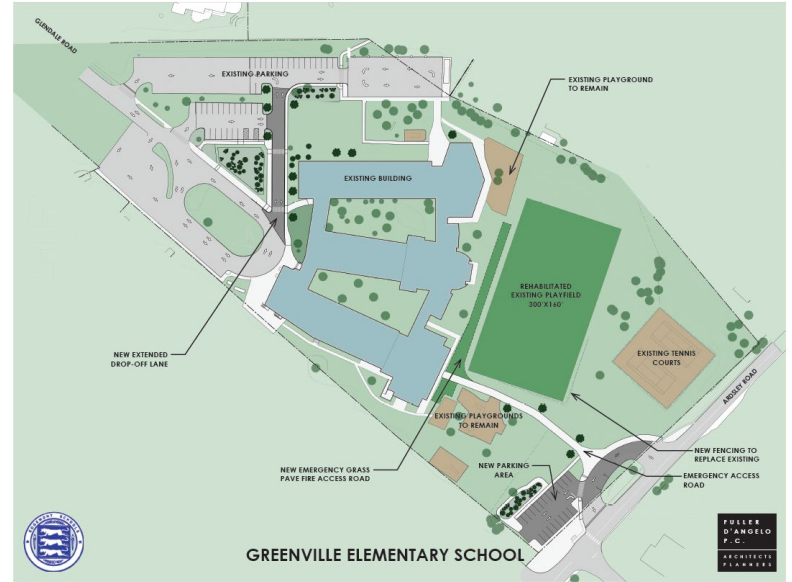 GLENDALE ROAD
EXISTING PARKING
EXISTING PLAYGROUND
TO REMAIN
EXISTING BUILDING
REHABILITATED
EXISTING PLAYFIELD
300'X160'
EXISTING TENNIS
COURTS
NEW EXTENDED
DROP-OFF LANE
ARDSLEY ROAD
EXISTING PLAYGROUNDS
TO REMAIN
NEW FENCING TO
REPLACE EXISTING
NEW EMERGENCY GRASS
PAVE FIRE ACCESS ROAD
NEW PARKING
AREA
EMERGENCY ACCESS
ROAD
EDGEMONT SCHOOLS
GREENVILLE ELEMENTARY SCHOOL
FULLER
D'ANGELO
P.C.
ARCHITECTS
PLANNERS